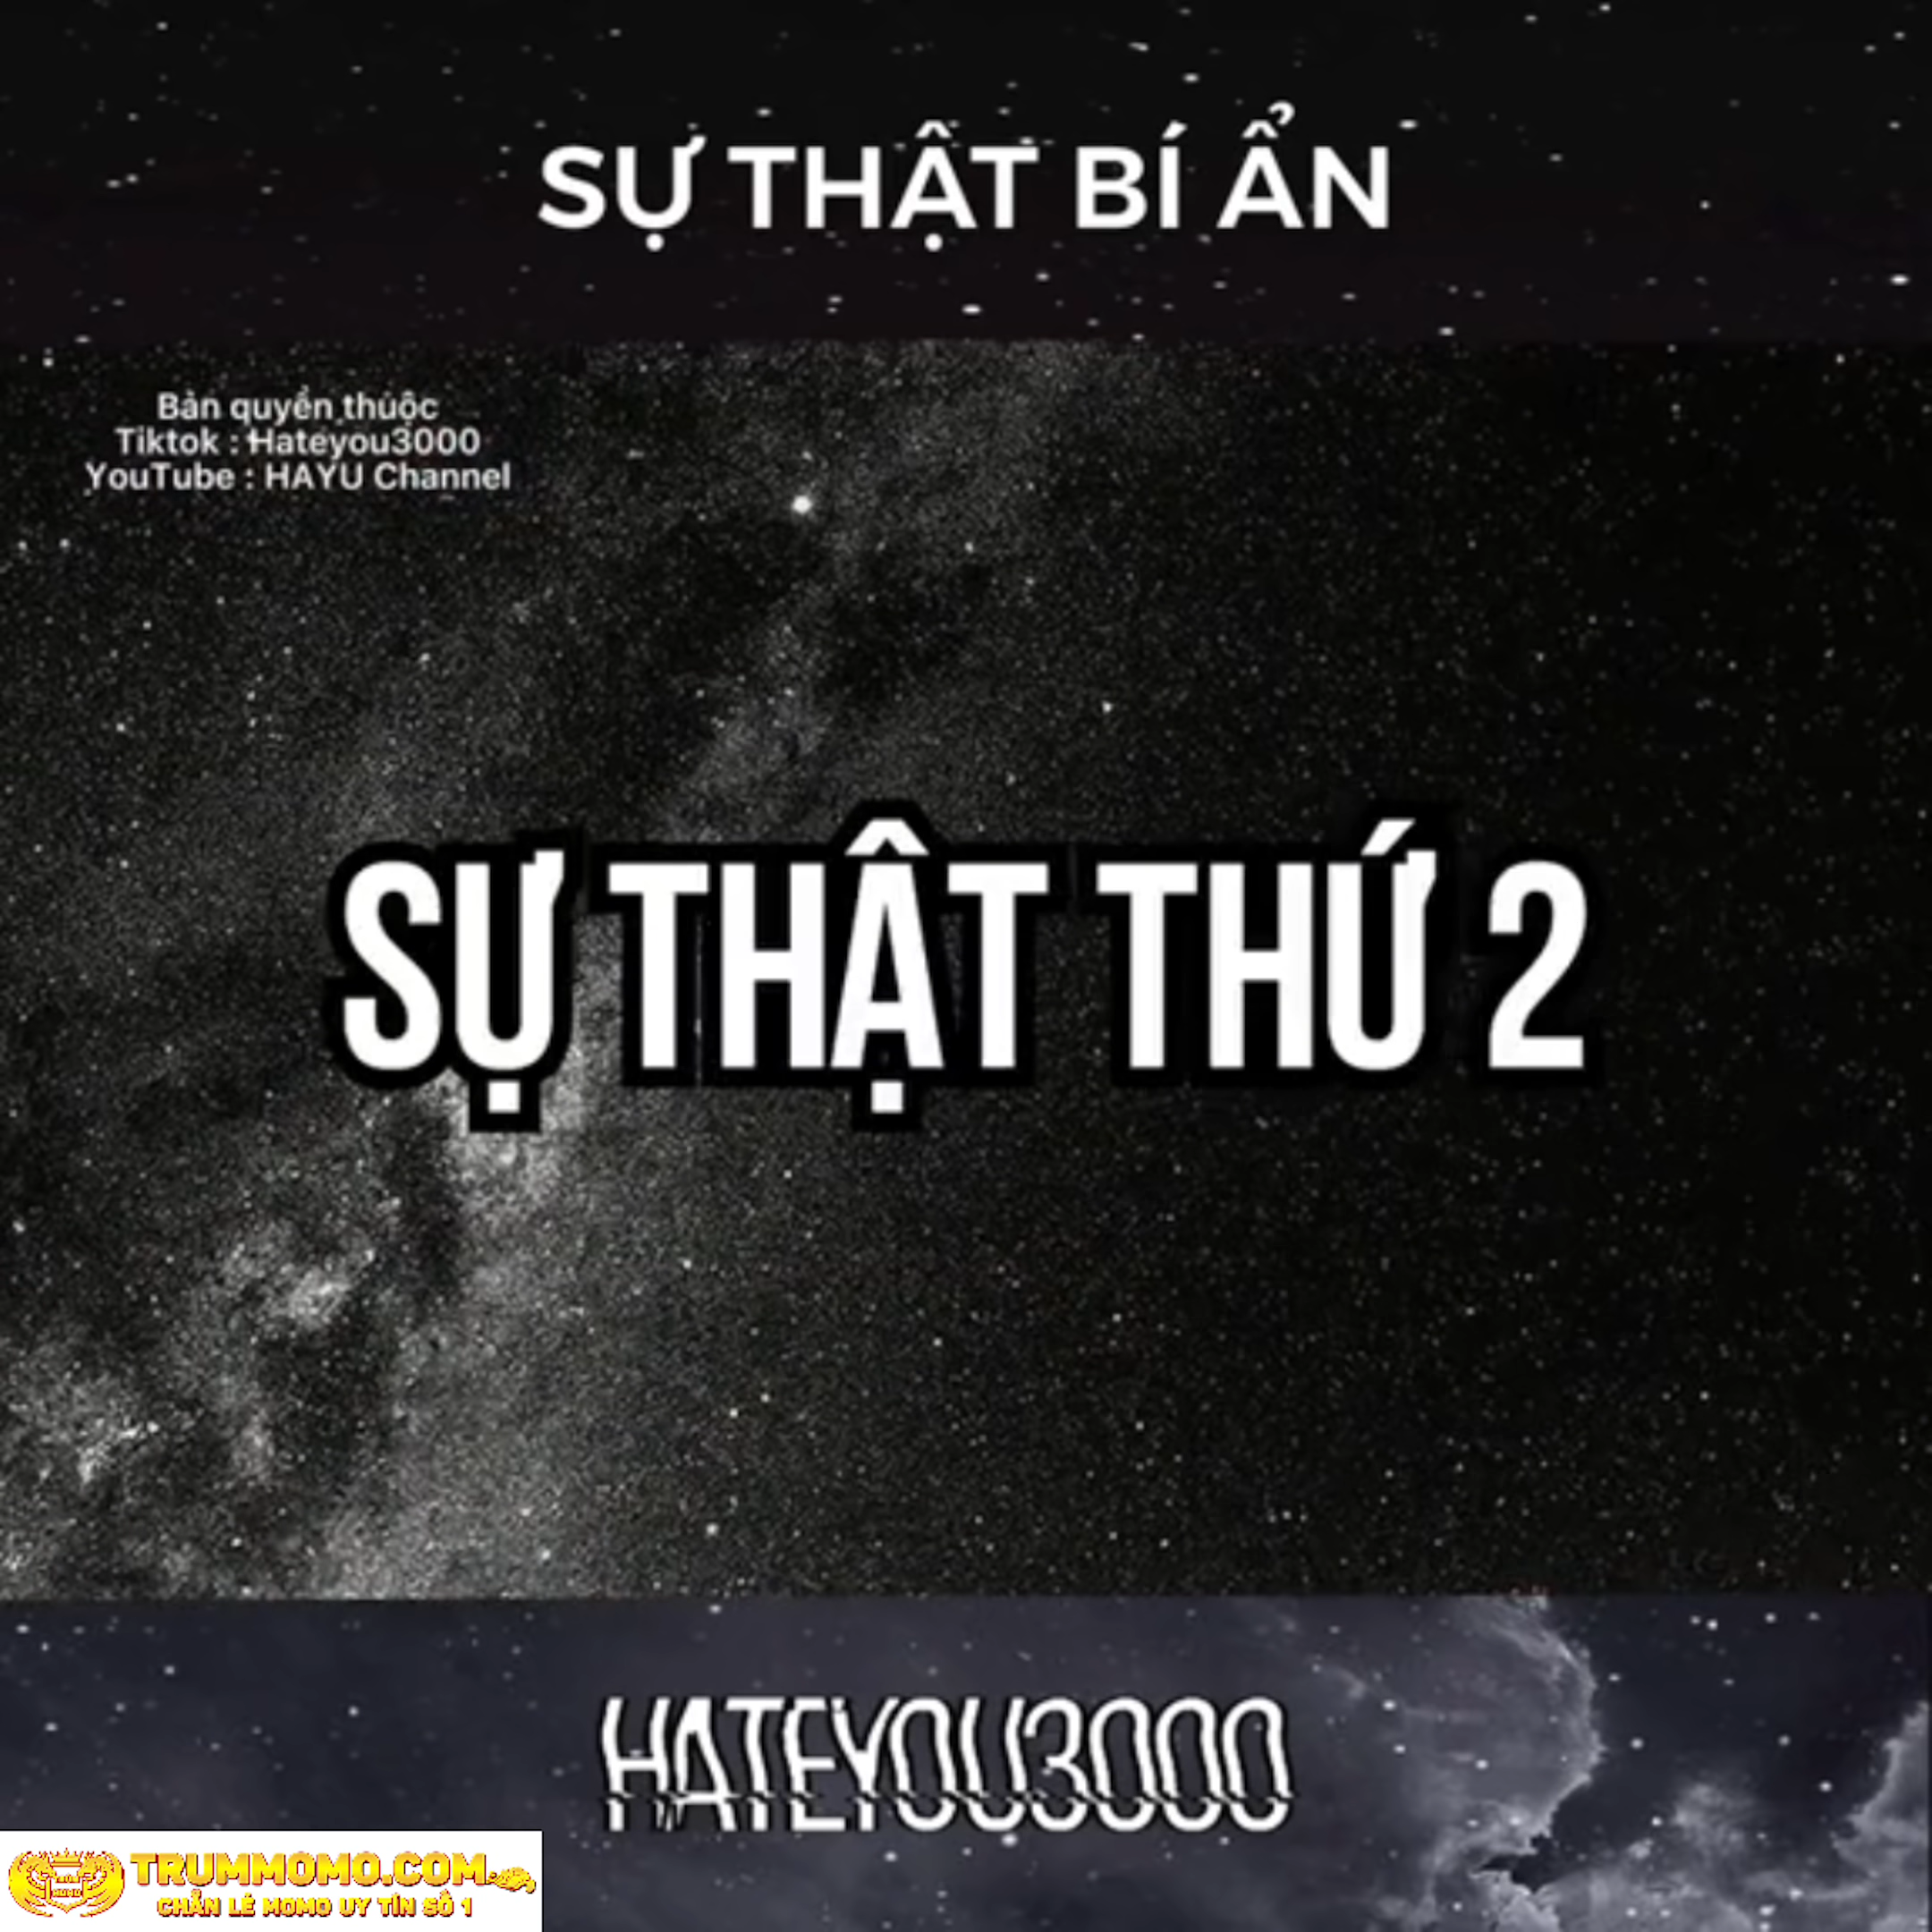 SỰ THẬT BÍ ẨN
Bản quyền thuộc
Tiktok : Hateyou3000
YouTube : HAYU Channel
SỰ THẬT THỨ 2
HATEYOU3000
TRUMMOMO.COM
CHẴN LẺ MOMO UY TÍN SỐ 1